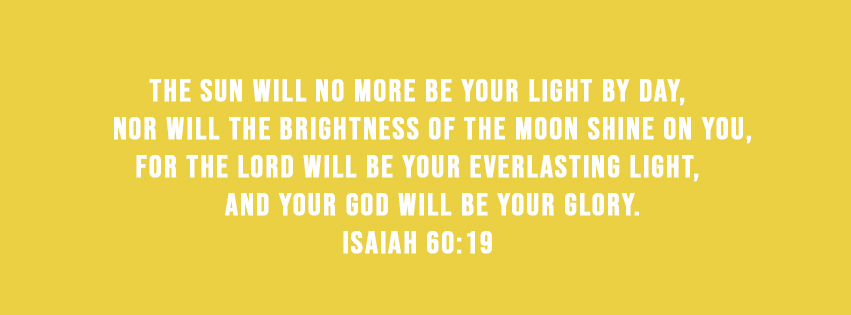 THE SUN WILL NO MORE BE YOUR LIGHT BY DAY,
NOR WILL THE BRIGHTNESS OF THE MOON SHINE ON YOU,
FOR THE LORD WILL BE YOUR EVERLASTING LIGHT,
AND YOUR GOD WILL BE YOUR GLORY.
ISAIAH 60:19